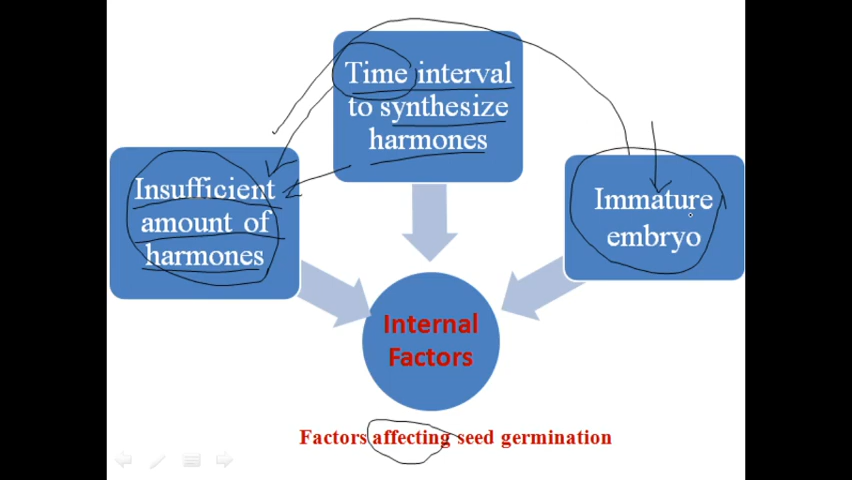 Time interval
to synthesize
harmones
Insufficient
amount of
harmones
Immature
embryo
Internal
Factors
Factors affecting seed germination